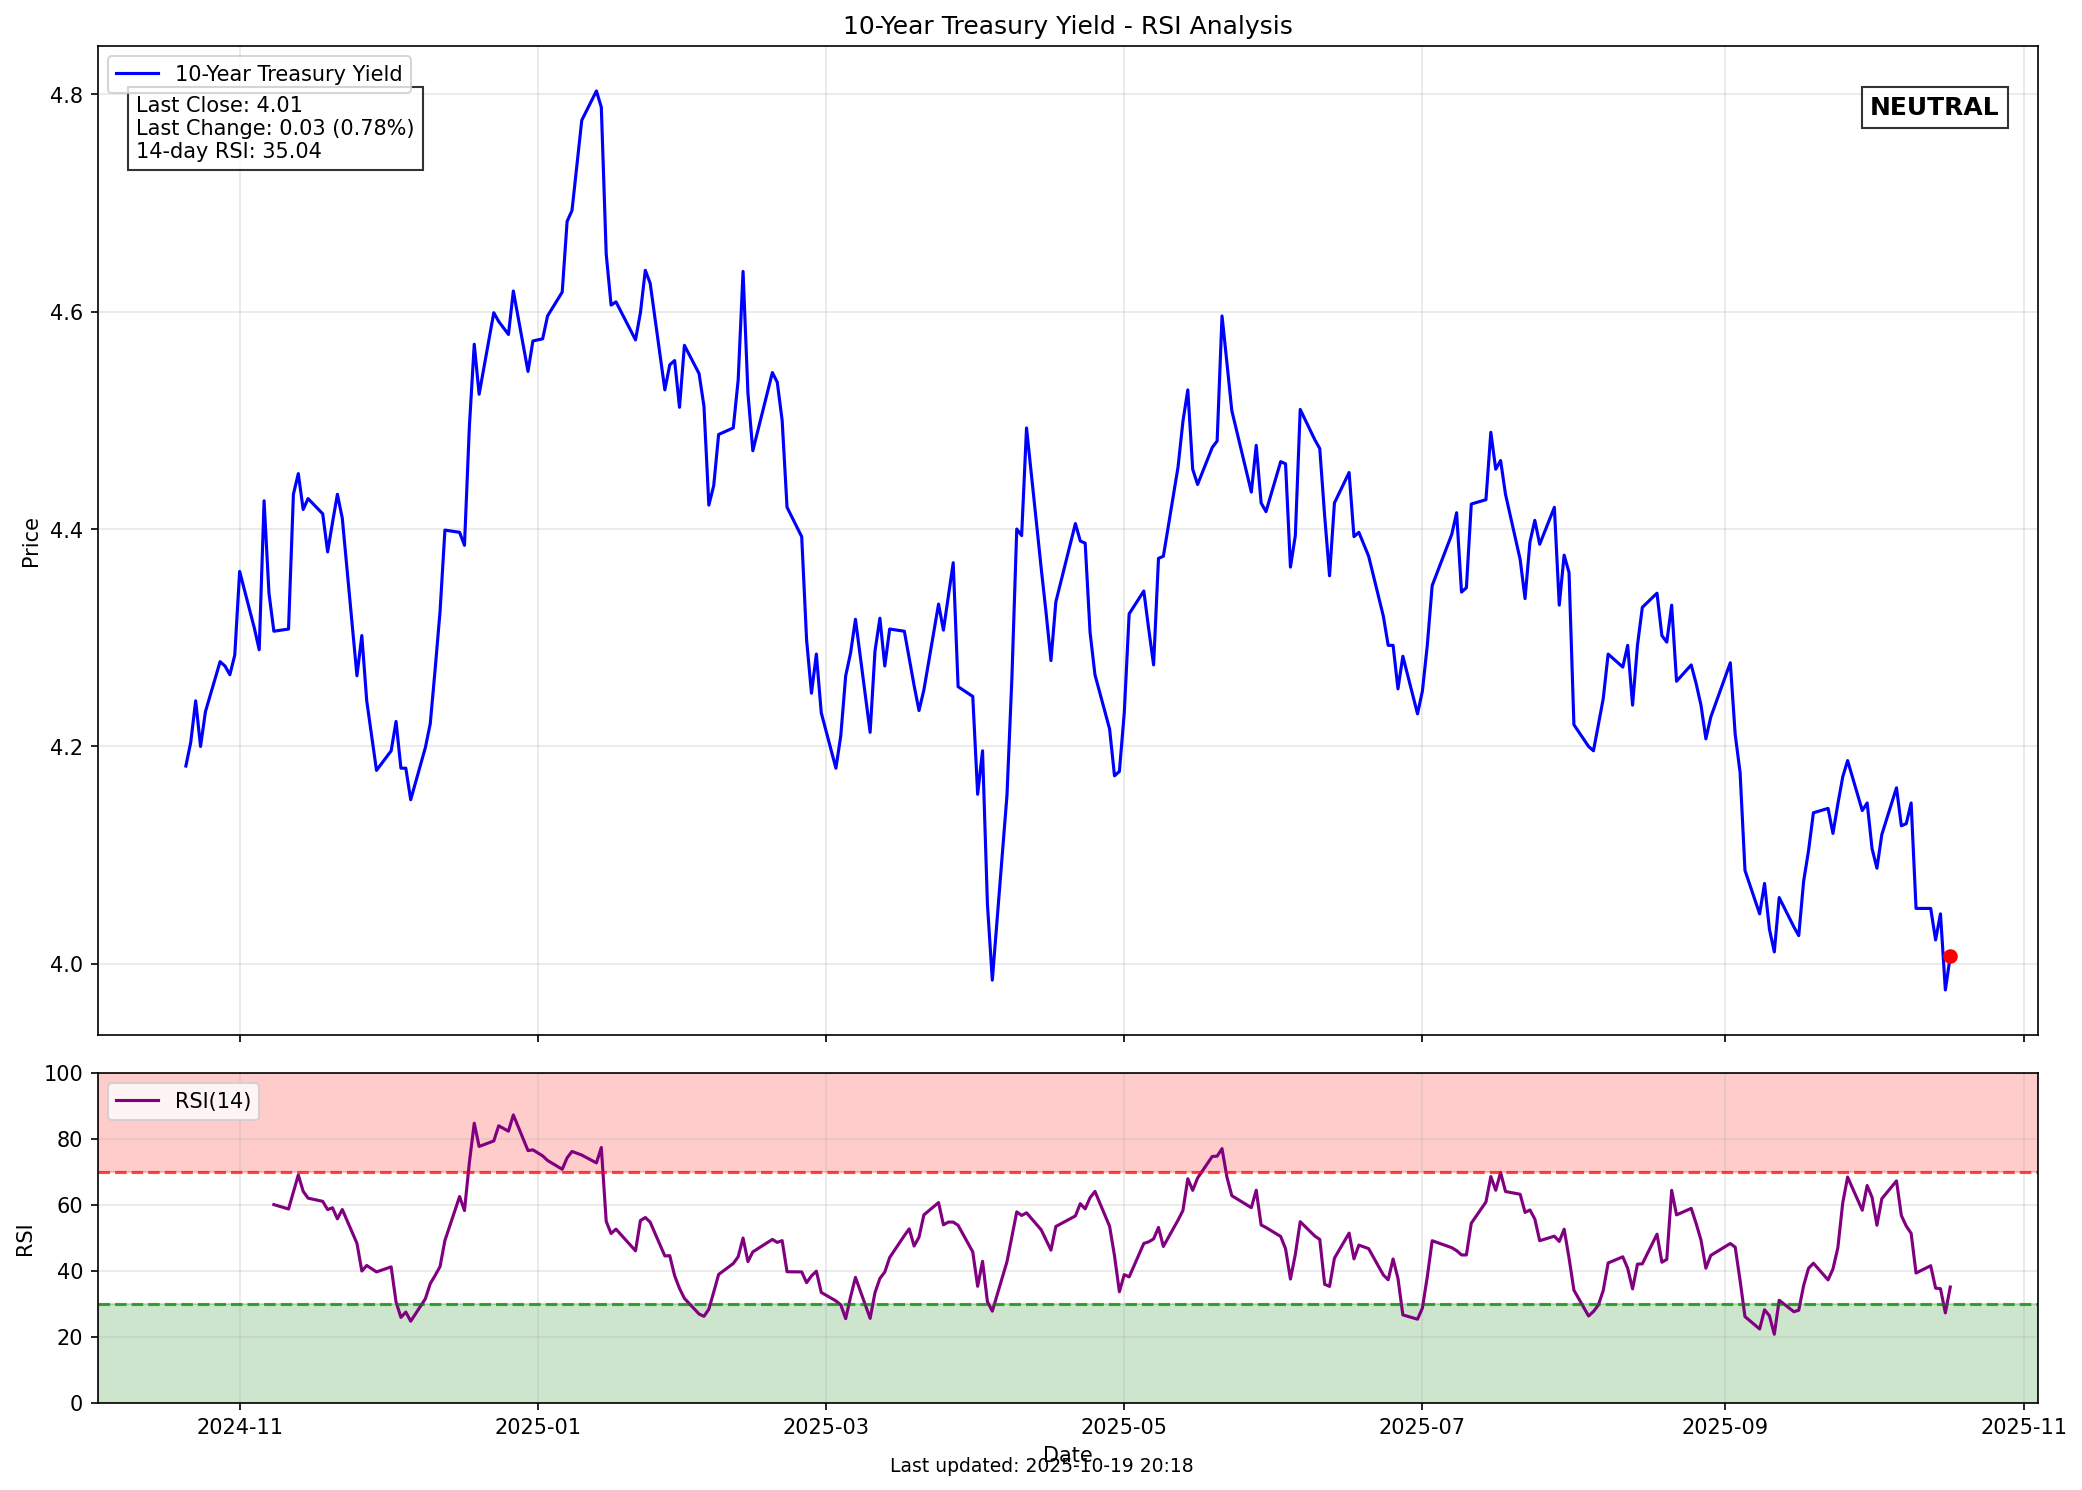 10-Year Treasury Yield - RSI Analysis
10-Year Treasury Yield
Last Close: 4.01
Last Change: 0.03 (0.78%)
14-day RSI: 35.04
NEUTRAL
4.8
4.6
4.4
4.2
4.0
Price
RSI(14)
100
80
60
40
20
0
RSI
2024-11
2025-01
2025-03
2025-05
2025-07
2025-09
2025-11
Date
Last updated: 2025-10-19 20:18